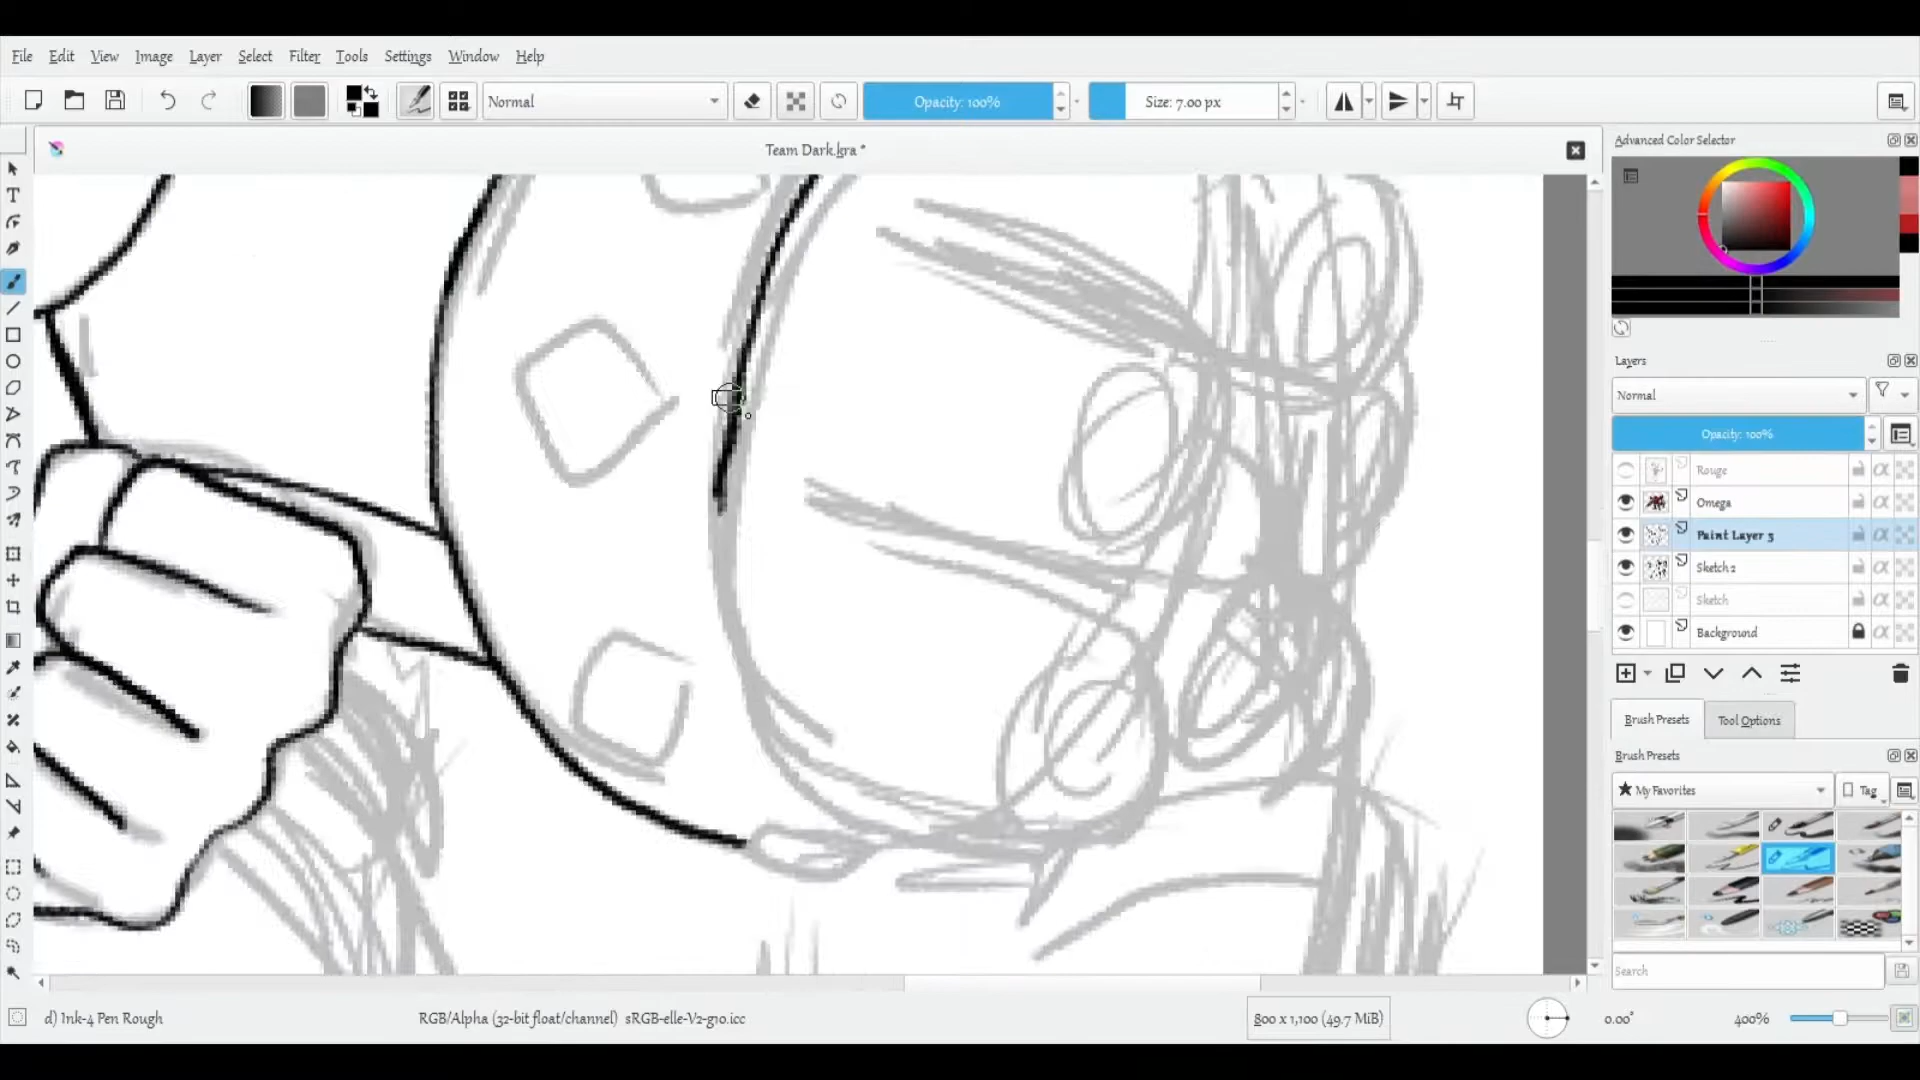 File Edit View Image Layer Select Filter Tools Settings Window Help
Normal Opacity: 100% Size: 7.00 px
Team Dark.kra *
Advanced Color Selector
Layers
Normal
Opacity: 100%
Rouge
Omega
Paint Layer 3
Sketch 2
Sketch
Background
Brush Presets Tool Options
Brush Presets
My Favorites Tag
Search
d) Ink-4 Pen Rough RGB/Alpha (32-bit float/channel) sRGB-elle-V2-g10.icc 800 x 1,100 (49.7 MiB) 0.00° 400%